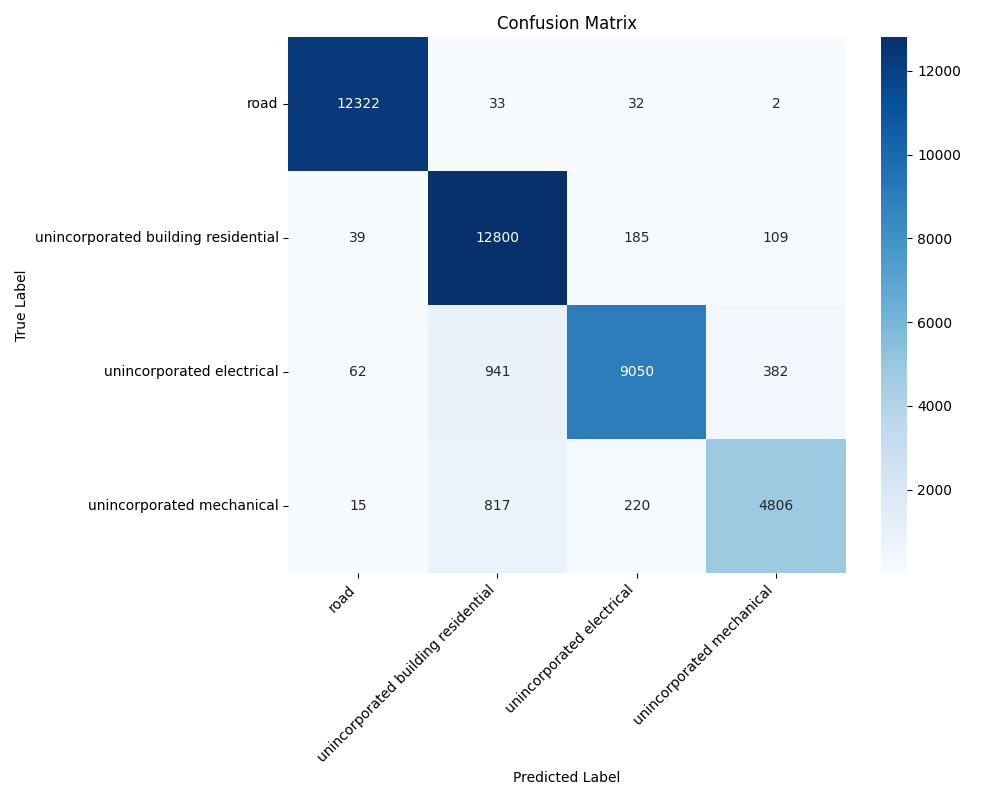 Confusion Matrix
road
12322 33 32 2
unincorporated building residential
39 12800 185 109
unincorporated electrical
62 941 9050 382
unincorporated mechanical
15 817 220 4806
True Label
road
unincorporated building residential
unincorporated electrical
unincorporated mechanical
Predicted Label
12000
10000
8000
6000
4000
2000